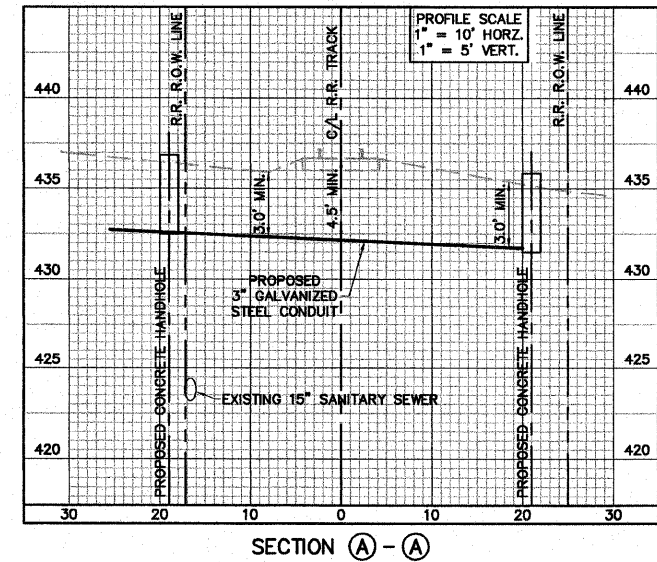 PROFILE SCALE
1" = 10' HORZ.
1" = 5' VERT.
R.R. R.O.W. LINE
C/L R.R. TRACK
R.R. R.O.W. LINE
440
440
435
435
3.0' MIN.
4.5' MIN.
3.0' MIN.
430
430
PROPOSED
3" GALVANIZED
STEEL CONDUIT
425
425
EXISTING 15" SANITARY SEWER
PROPOSED CONCRETE HANDHOLE
PROPOSED CONCRETE HANDHOLE
420
420
30
20
10
0
10
20
30
SECTION A - A